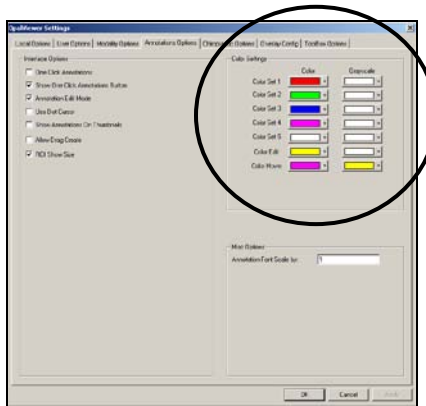 OpalViewer Settings
Local Options | User Options | Modality Options | Annotations Options | Overlay Config | Toolbox Options
Interface Options
One Click Annotations
Show One Click Annotations Button
Annotation Edit Mode
Use Dot Cursor
Show Annotations On Thumbnails
Allow Drag Create
ROI Show Size
Color Settings
Color Grayscale
Color Set 1
Color Set 2
Color Set 3
Color Set 4
Color Set 5
Color Edit
Color Hover
Misc Options
Annotation Font Scale by: 1
OK Cancel Apply